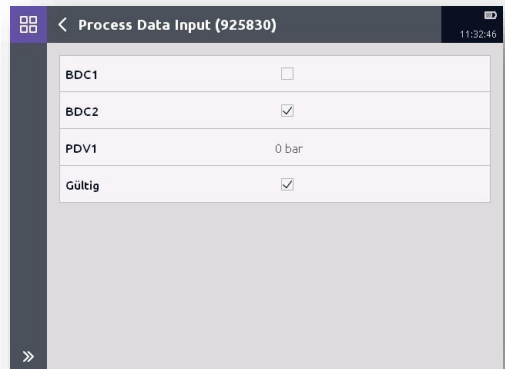 Process Data Input (925830)
11:32:46
BDC1
BDC2
PDV1 0 bar
Gültig